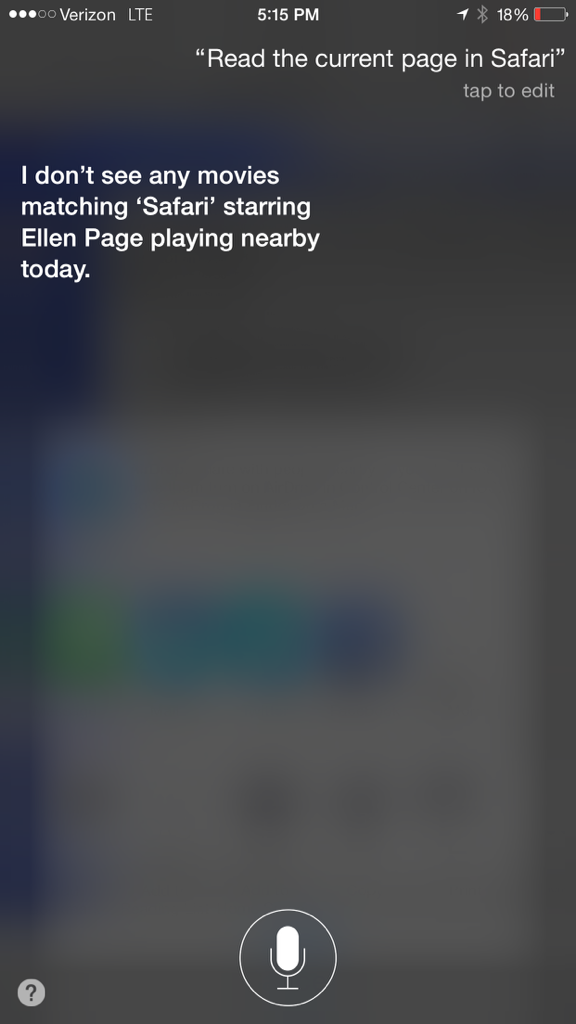 Verizon LTE 5:15 PM 18%
“Read the current page in Safari”
tap to edit
I don’t see any movies
matching ‘Safari’ starring
Ellen Page playing nearby
today.
?